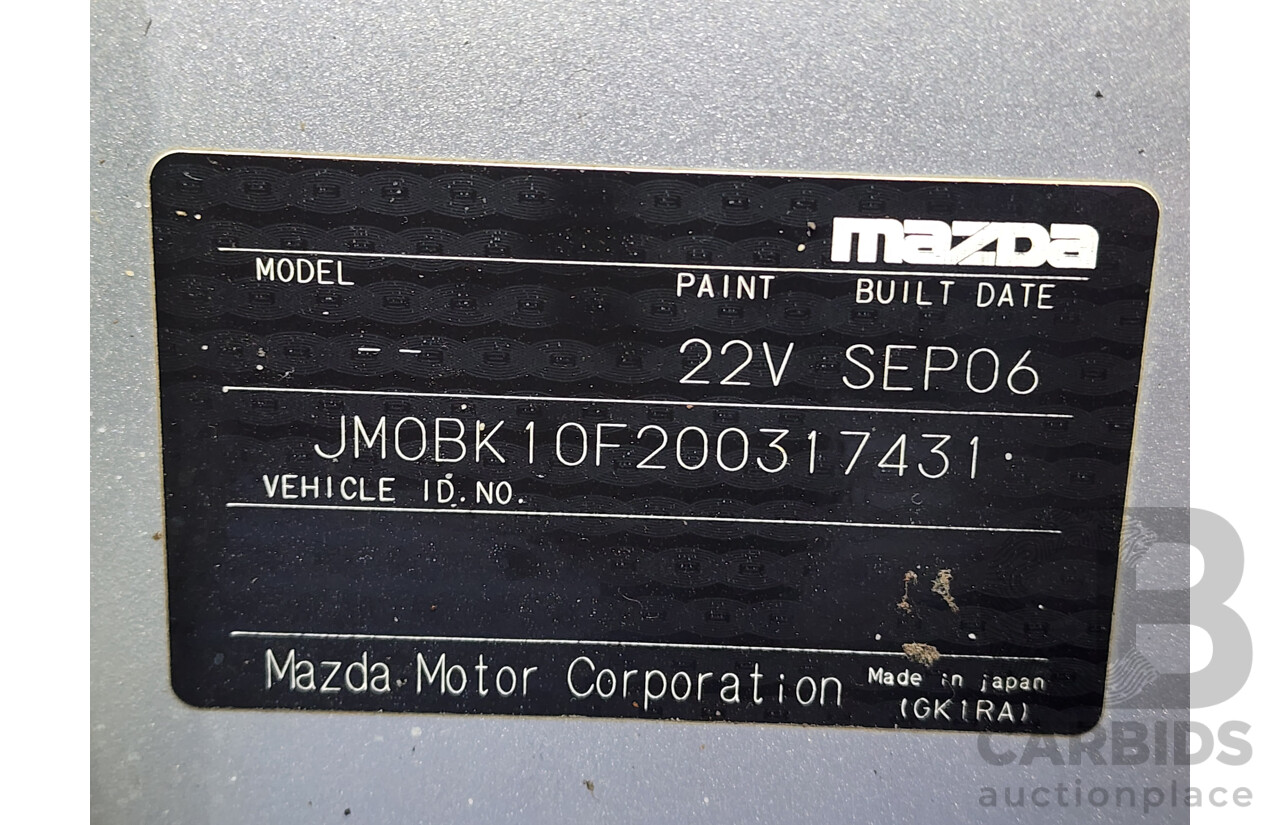 mazda
MODEL PAINT BUILT DATE
-- 22V SEP06
JM0BK10F200317431
VEHICLE ID.NO.
Mazda Motor Corporation Made in japan
(GK1RA)
B
CARBIDS
auctionplace